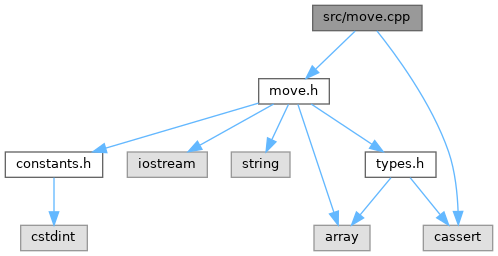 src/move.cpp
move.h
constants.h
iostream
string
types.h
cstdint
array
cassert